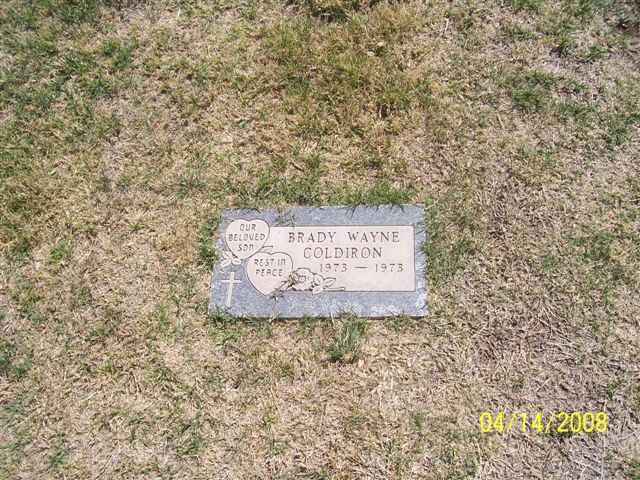 OUR
BELOVED
SON
REST IN
PEACE
BRADY WAYNE
COLDIRON
1973 — 1973
04/14/2008